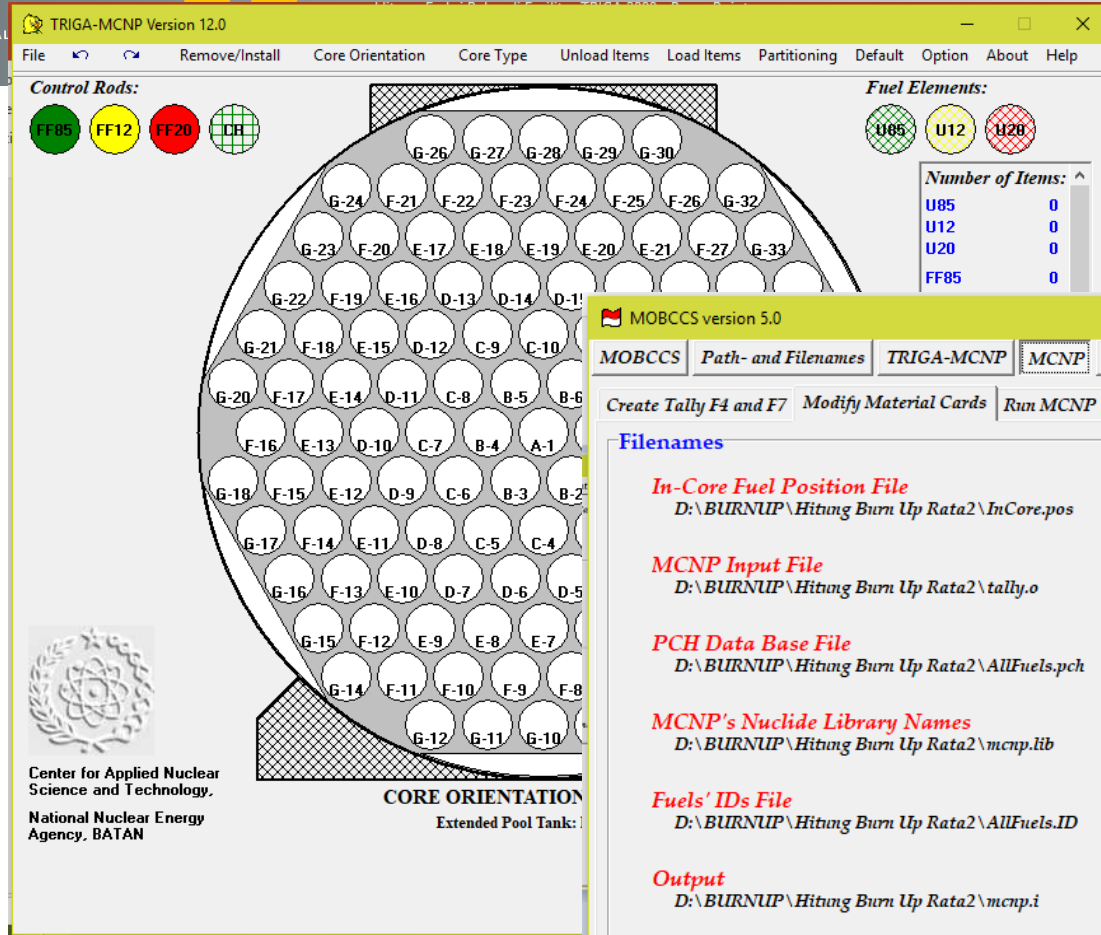 TRIGA-MCNP Version 12.0
File Remove/Install Core Orientation Core Type Unload Items Load Items Partitioning Default Option About Help
Control Rods:
FF85 FF12 FF20 CR
Fuel Elements:
U85 U12 U20
Number of Items:
U85 0
U12 0
U20 0
FF85 0
G-26 G-27 G-28 G-29 G-30
G-24 F-21 F-22 F-23 F-24 F-25 F-26 G-32
G-23 F-20 E-17 E-18 E-19 E-20 E-21 F-27 G-33
G-22 F-19 E-16 D-13 D-14
G-21 F-18 E-15 D-12 C-9 C-10
G-20 F-17 E-14 D-11 C-8 B-5 B-6
F-16 E-13 D-10 C-7 B-4 A-1
G-18 F-15 E-12 D-9 C-6 B-3 B-2
G-17 F-14 E-11 D-8 C-5 C-4
G-16 F-13 E-10 D-7 D-6 D-5
G-15 F-12 E-9 E-8 E-7
G-14 F-11 F-10 F-9 F-8
G-12 G-11 G-10
Center for Applied Nuclear
Science and Technology,
National Nuclear Energy
Agency, BATAN
CORE ORIENTATION
Extended Pool Tank:
MOBCCS version 5.0
MOBCCS Path- and Filenames TRIGA-MCNP MCNP
Create Tally F4 and F7 Modify Material Cards Run MCNP
Filenames
In-Core Fuel Position File
D:\BURNUP\Hitung Burn Up Rata2\InCore.pos
MCNP Input File
D:\BURNUP\Hitung Burn Up Rata2\tally.o
PCH Data Base File
D:\BURNUP\Hitung Burn Up Rata2\AllFuels.pch
MCNP's Nuclide Library Names
D:\BURNUP\Hitung Burn Up Rata2\mcnp.lib
Fuels' IDs File
D:\BURNUP\Hitung Burn Up Rata2\AllFuels.ID
Output
D:\BURNUP\Hitung Burn Up Rata2\mcnp.i